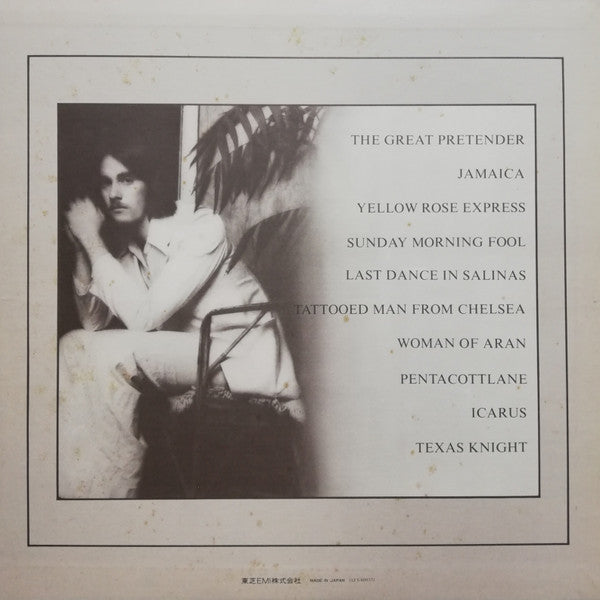 THE GREAT PRETENDER
JAMAICA
YELLOW ROSE EXPRESS
SUNDAY MORNING FOOL
LAST DANCE IN SALINAS
TATTOOED MAN FROM CHELSEA
WOMAN OF ARAN
PENTACOTTLANE
ICARUS
TEXAS KNIGHT
東芝EMI株式会社 MADE IN JAPAN